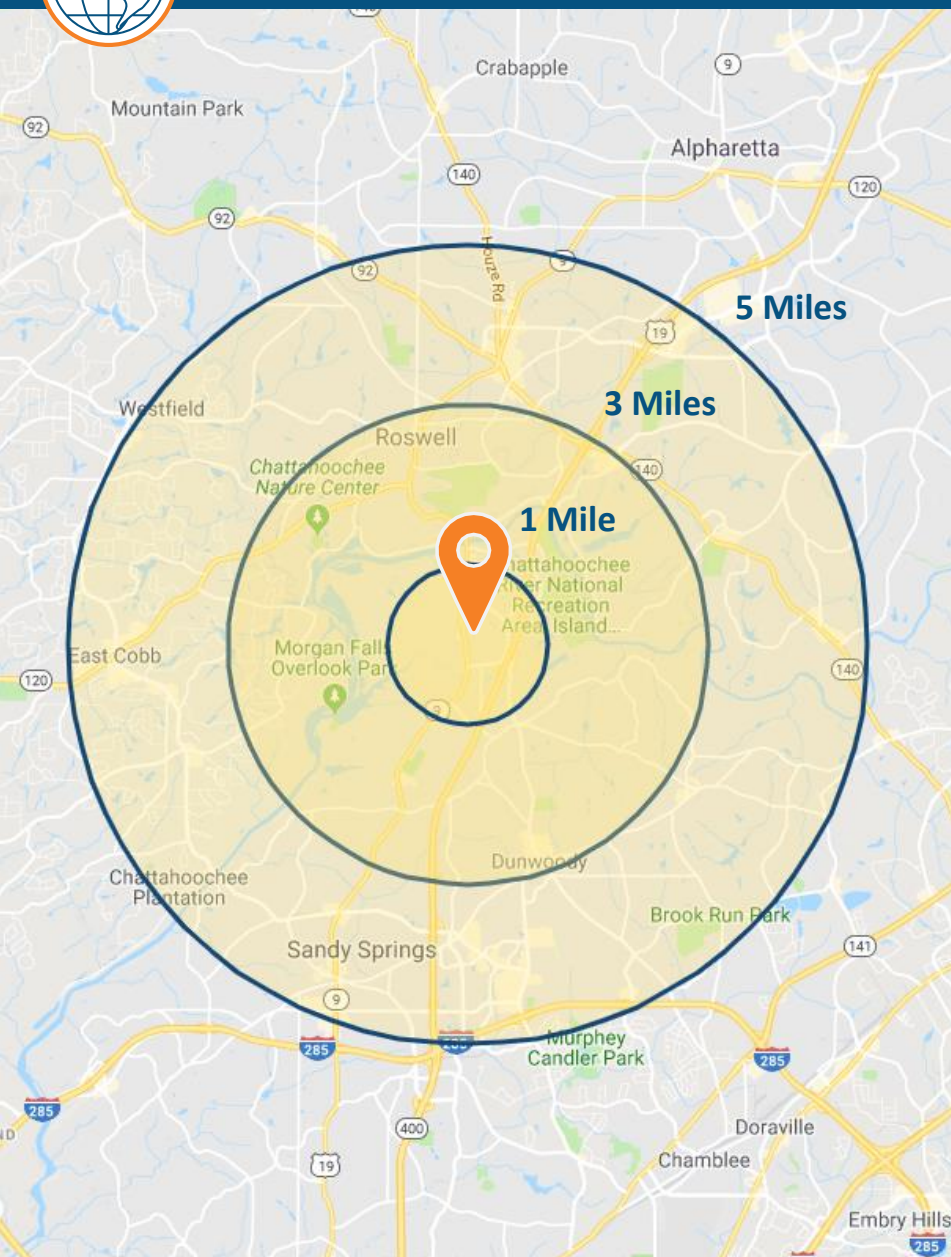 Crabapple
9
Mountain Park
92
Alpharetta
140
120
92
Houze Rd
9
92
5 Miles
19
3 Miles
Westfield
Roswell
Chattahoochee
Nature Center
140
1 Mile
hattahoochee
River National
Recreation
Area Island...
Morgan Falls
Overlook Park
East Cobb
140
120
9
Dunwoody
Chattahoochee
Plantation
Brook Run Park
Sandy Springs
141
9
285
285
Murphey
Candler Park
285
285
400
Doraville
19
Chamblee
Embry Hills
285